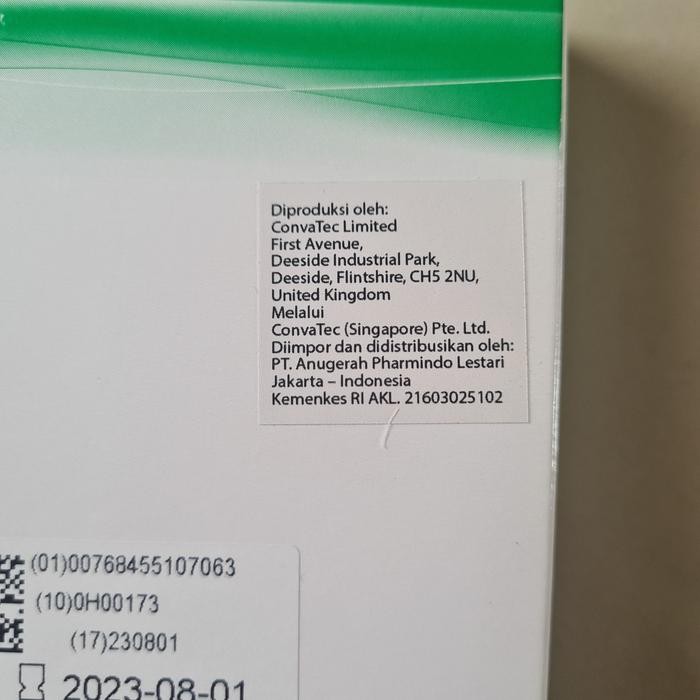 Diproduksi oleh:
ConvaTec Limited
First Avenue,
Deeside Industrial Park,
Deeside, Flintshire, CH5 2NU,
United Kingdom
Melalui
ConvaTec (Singapore) Pte. Ltd.
Diimpor dan didistribusikan oleh:
PT. Anugerah Pharmindo Lestari
Jakarta – Indonesia
Kemenkes RI AKL. 21603025102
(01)00768455107063
(10)0H00173
(17)230801
2023-08-01